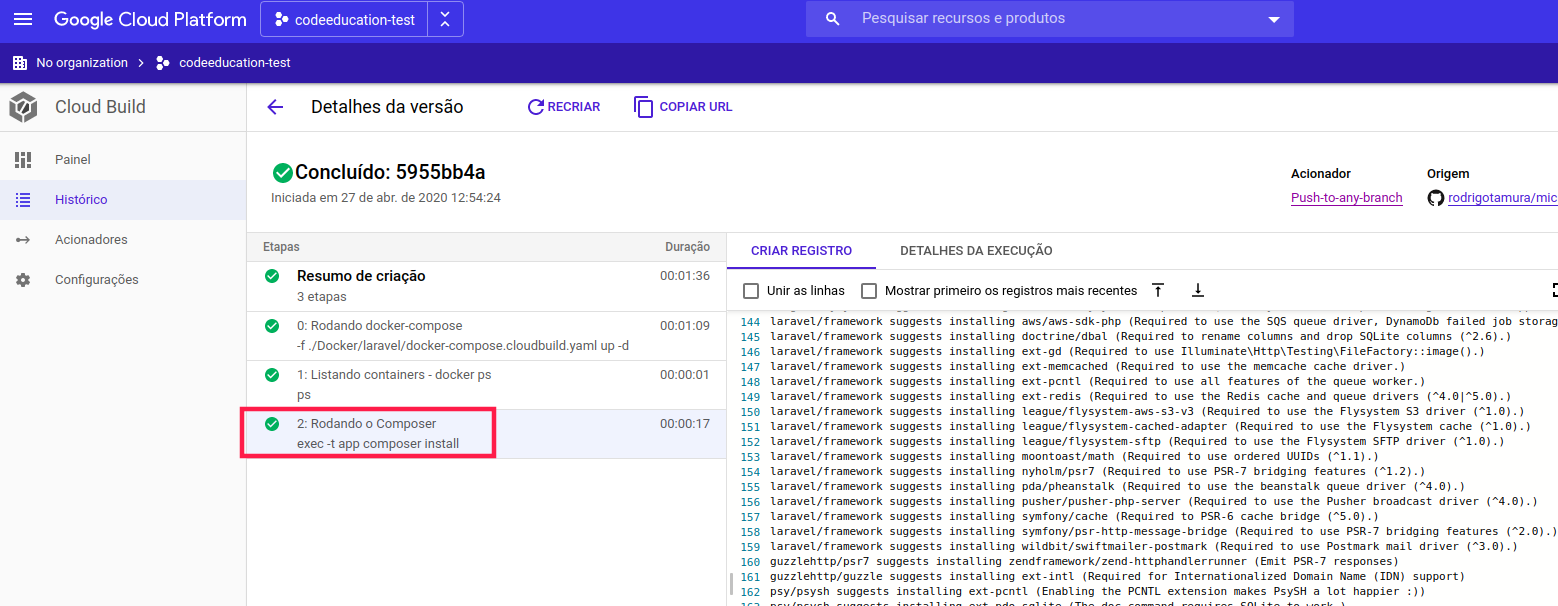 Google Cloud Platform
codeeducation-test
Pesquisar recursos e produtos
No organization
codeeducation-test
Cloud Build
Painel
Histórico
Acionadores
Configurações
Detalhes da versão
RECRIAR
COPIAR URL
Concluído: 5955bb4a
Iniciada em 27 de abr. de 2020 12:54:24
Acionador
Push-to-any-branch
Origem
rodrigotamura/mic
Etapas Duração
Resumo de criação 00:01:36
3 etapas
0: Rodando docker-compose 00:01:09
-f ./Docker/laravel/docker-compose.cloudbuild.yaml up -d
1: Listando containers - docker ps 00:00:01
ps
2: Rodando o Composer 00:00:17
exec -t app composer install
CRIAR REGISTRO
DETALHES DA EXECUÇÃO
Unir as linhas
Mostrar primeiro os registros mais recentes
144 laravel/framework suggests installing aws/aws-sdk-php (Required to use the SQS queue driver, DynamoDb failed job storag
145 laravel/framework suggests installing doctrine/dbal (Required to rename columns and drop SQLite columns (^2.6).)
146 laravel/framework suggests installing ext-gd (Required to use Illuminate\Http\Testing\FileFactory::image().)
147 laravel/framework suggests installing ext-memcached (Required to use the memcache cache driver.)
148 laravel/framework suggests installing ext-pcntl (Required to use all features of the queue worker.)
149 laravel/framework suggests installing ext-redis (Required to use the Redis cache and queue drivers (^4.0|^5.0).)
150 laravel/framework suggests installing league/flysystem-aws-s3-v3 (Required to use the Flysystem S3 driver (^1.0).)
151 laravel/framework suggests installing league/flysystem-cached-adapter (Required to use the Flysystem cache (^1.0).)
152 laravel/framework suggests installing league/flysystem-sftp (Required to use the Flysystem SFTP driver (^1.0).)
153 laravel/framework suggests installing moontoast/math (Required to use ordered UUIDs (^1.1).)
154 laravel/framework suggests installing nyholm/psr7 (Required to use PSR-7 bridging features (^1.2).)
155 laravel/framework suggests installing pda/pheanstalk (Required to use the beanstalk queue driver (^4.0).)
156 laravel/framework suggests installing pusher/pusher-php-server (Required to use the Pusher broadcast driver (^4.0).)
157 laravel/framework suggests installing symfony/cache (Required to PSR-6 cache bridge (^5.0).)
158 laravel/framework suggests installing symfony/psr-http-message-bridge (Required to use PSR-7 bridging features (^2.0).)
159 laravel/framework suggests installing wildbit/swiftmailer-postmark (Required to use Postmark mail driver (^3.0).)
160 guzzlehttp/psr7 suggests installing zendframework/zend-httphandlerrunner (Emit PSR-7 responses)
161 guzzlehttp/guzzle suggests installing ext-intl (Required for Internationalized Domain Name (IDN) support)
162 psy/psysh suggests installing ext-pcntl (Enabling the PCNTL extension makes PsySH a lot happier :))